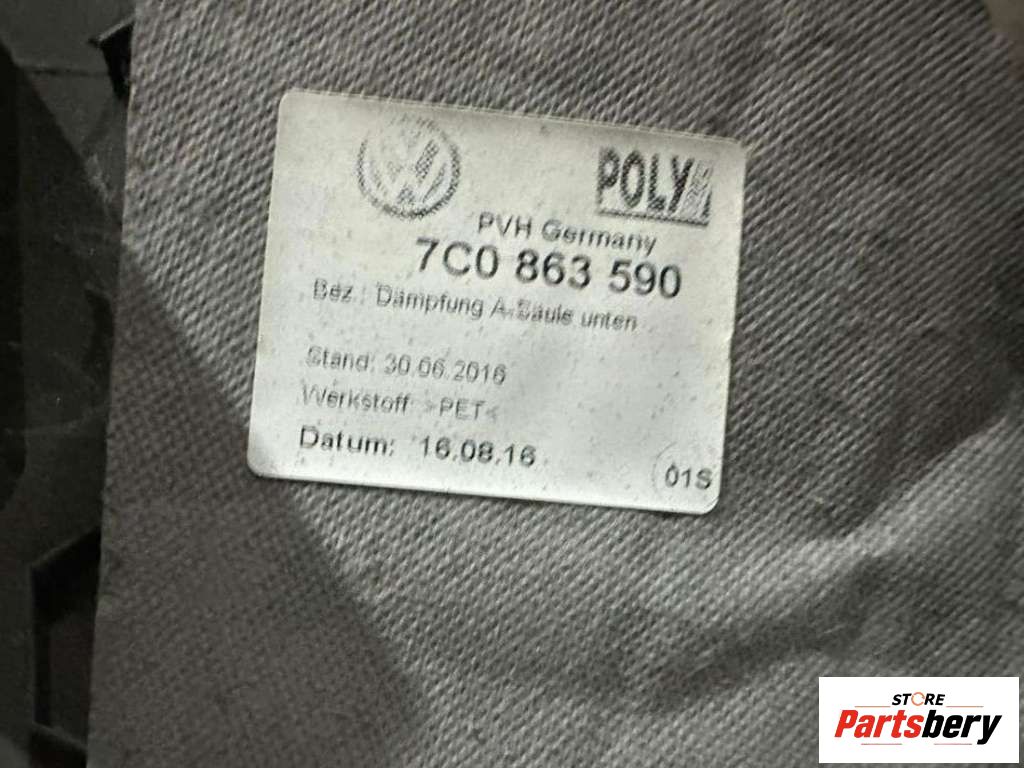 POLY
PVH Germany
7C0 863 590
Bez.: Dämpfung A-Säule unten
Stand: 30.06.2016
Werkstoff: >PET<
Datum: 16.08.16
01S
STORE
Partsbery